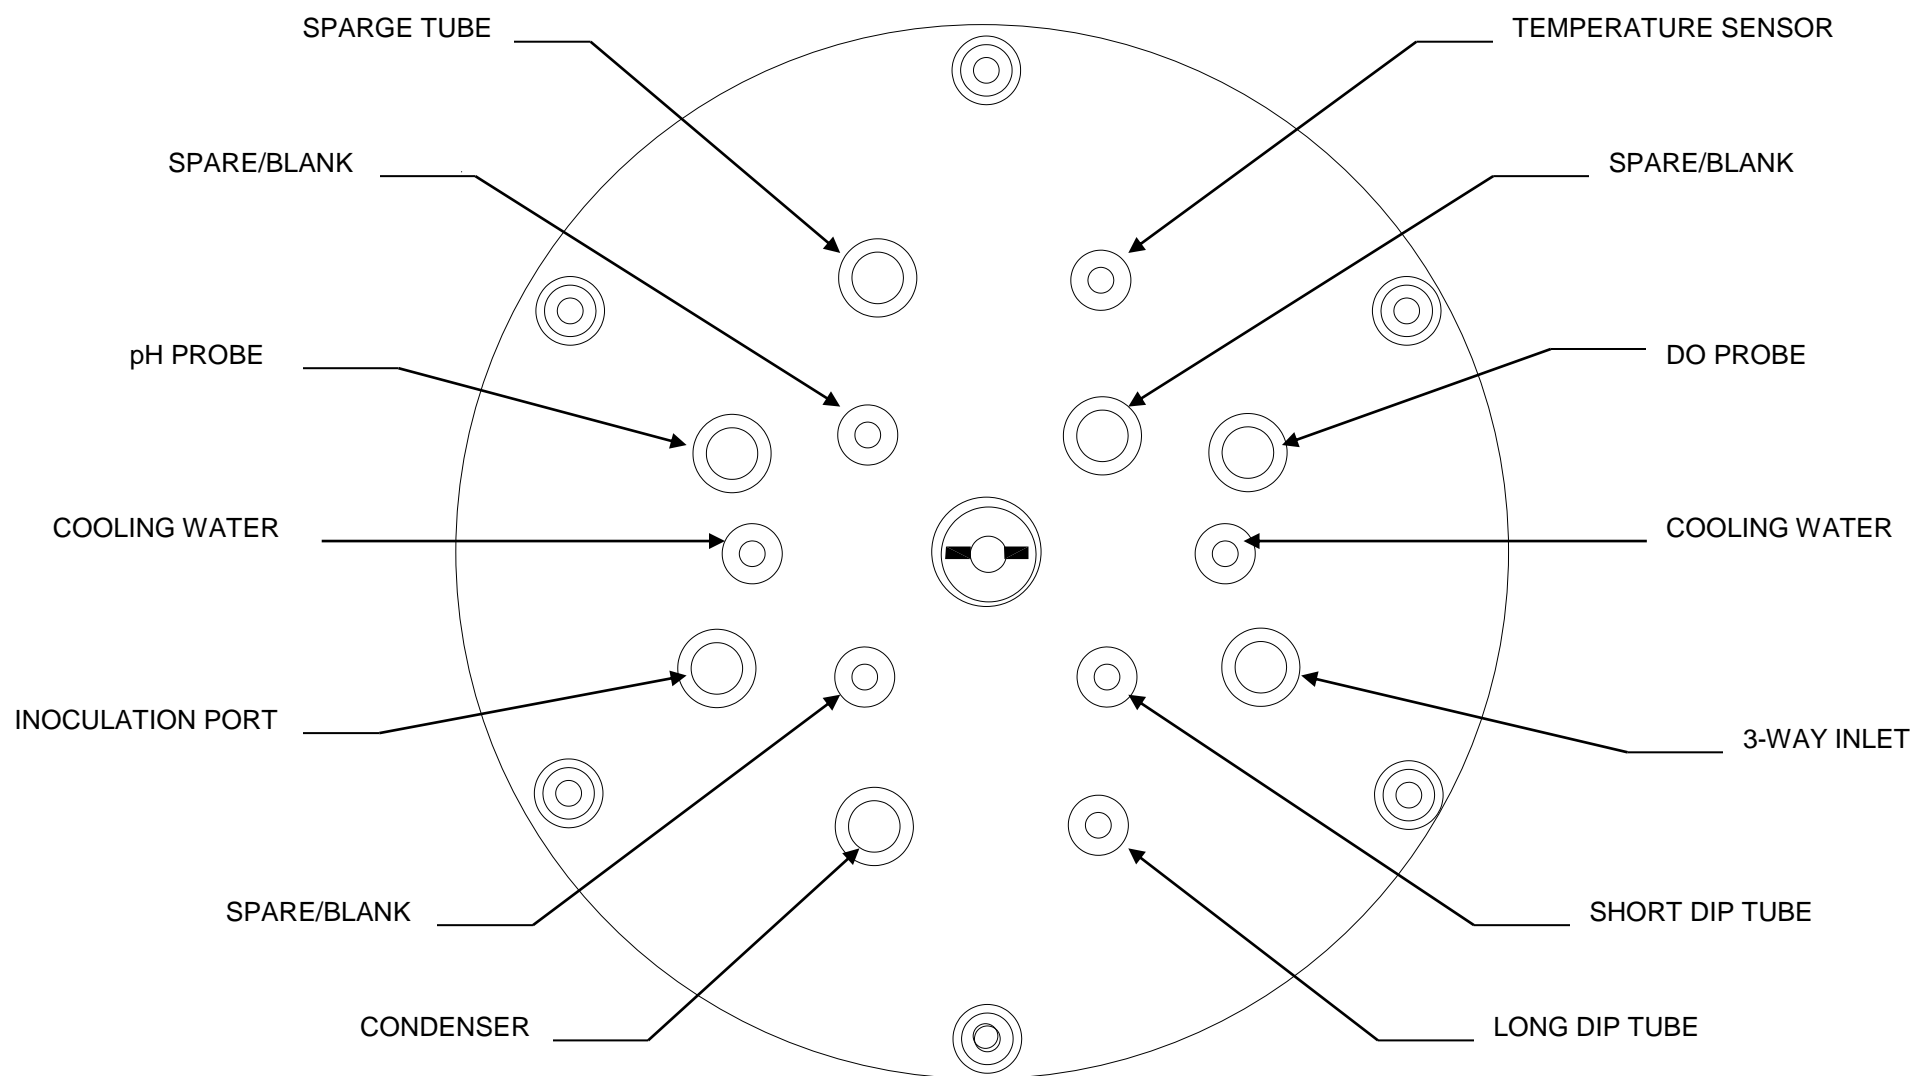 SPARGE TUBE
TEMPERATURE SENSOR
SPARE/BLANK
SPARE/BLANK
pH PROBE
DO PROBE
COOLING WATER
COOLING WATER
INOCULATION PORT
3-WAY INLET
SPARE/BLANK
SHORT DIP TUBE
CONDENSER
LONG DIP TUBE